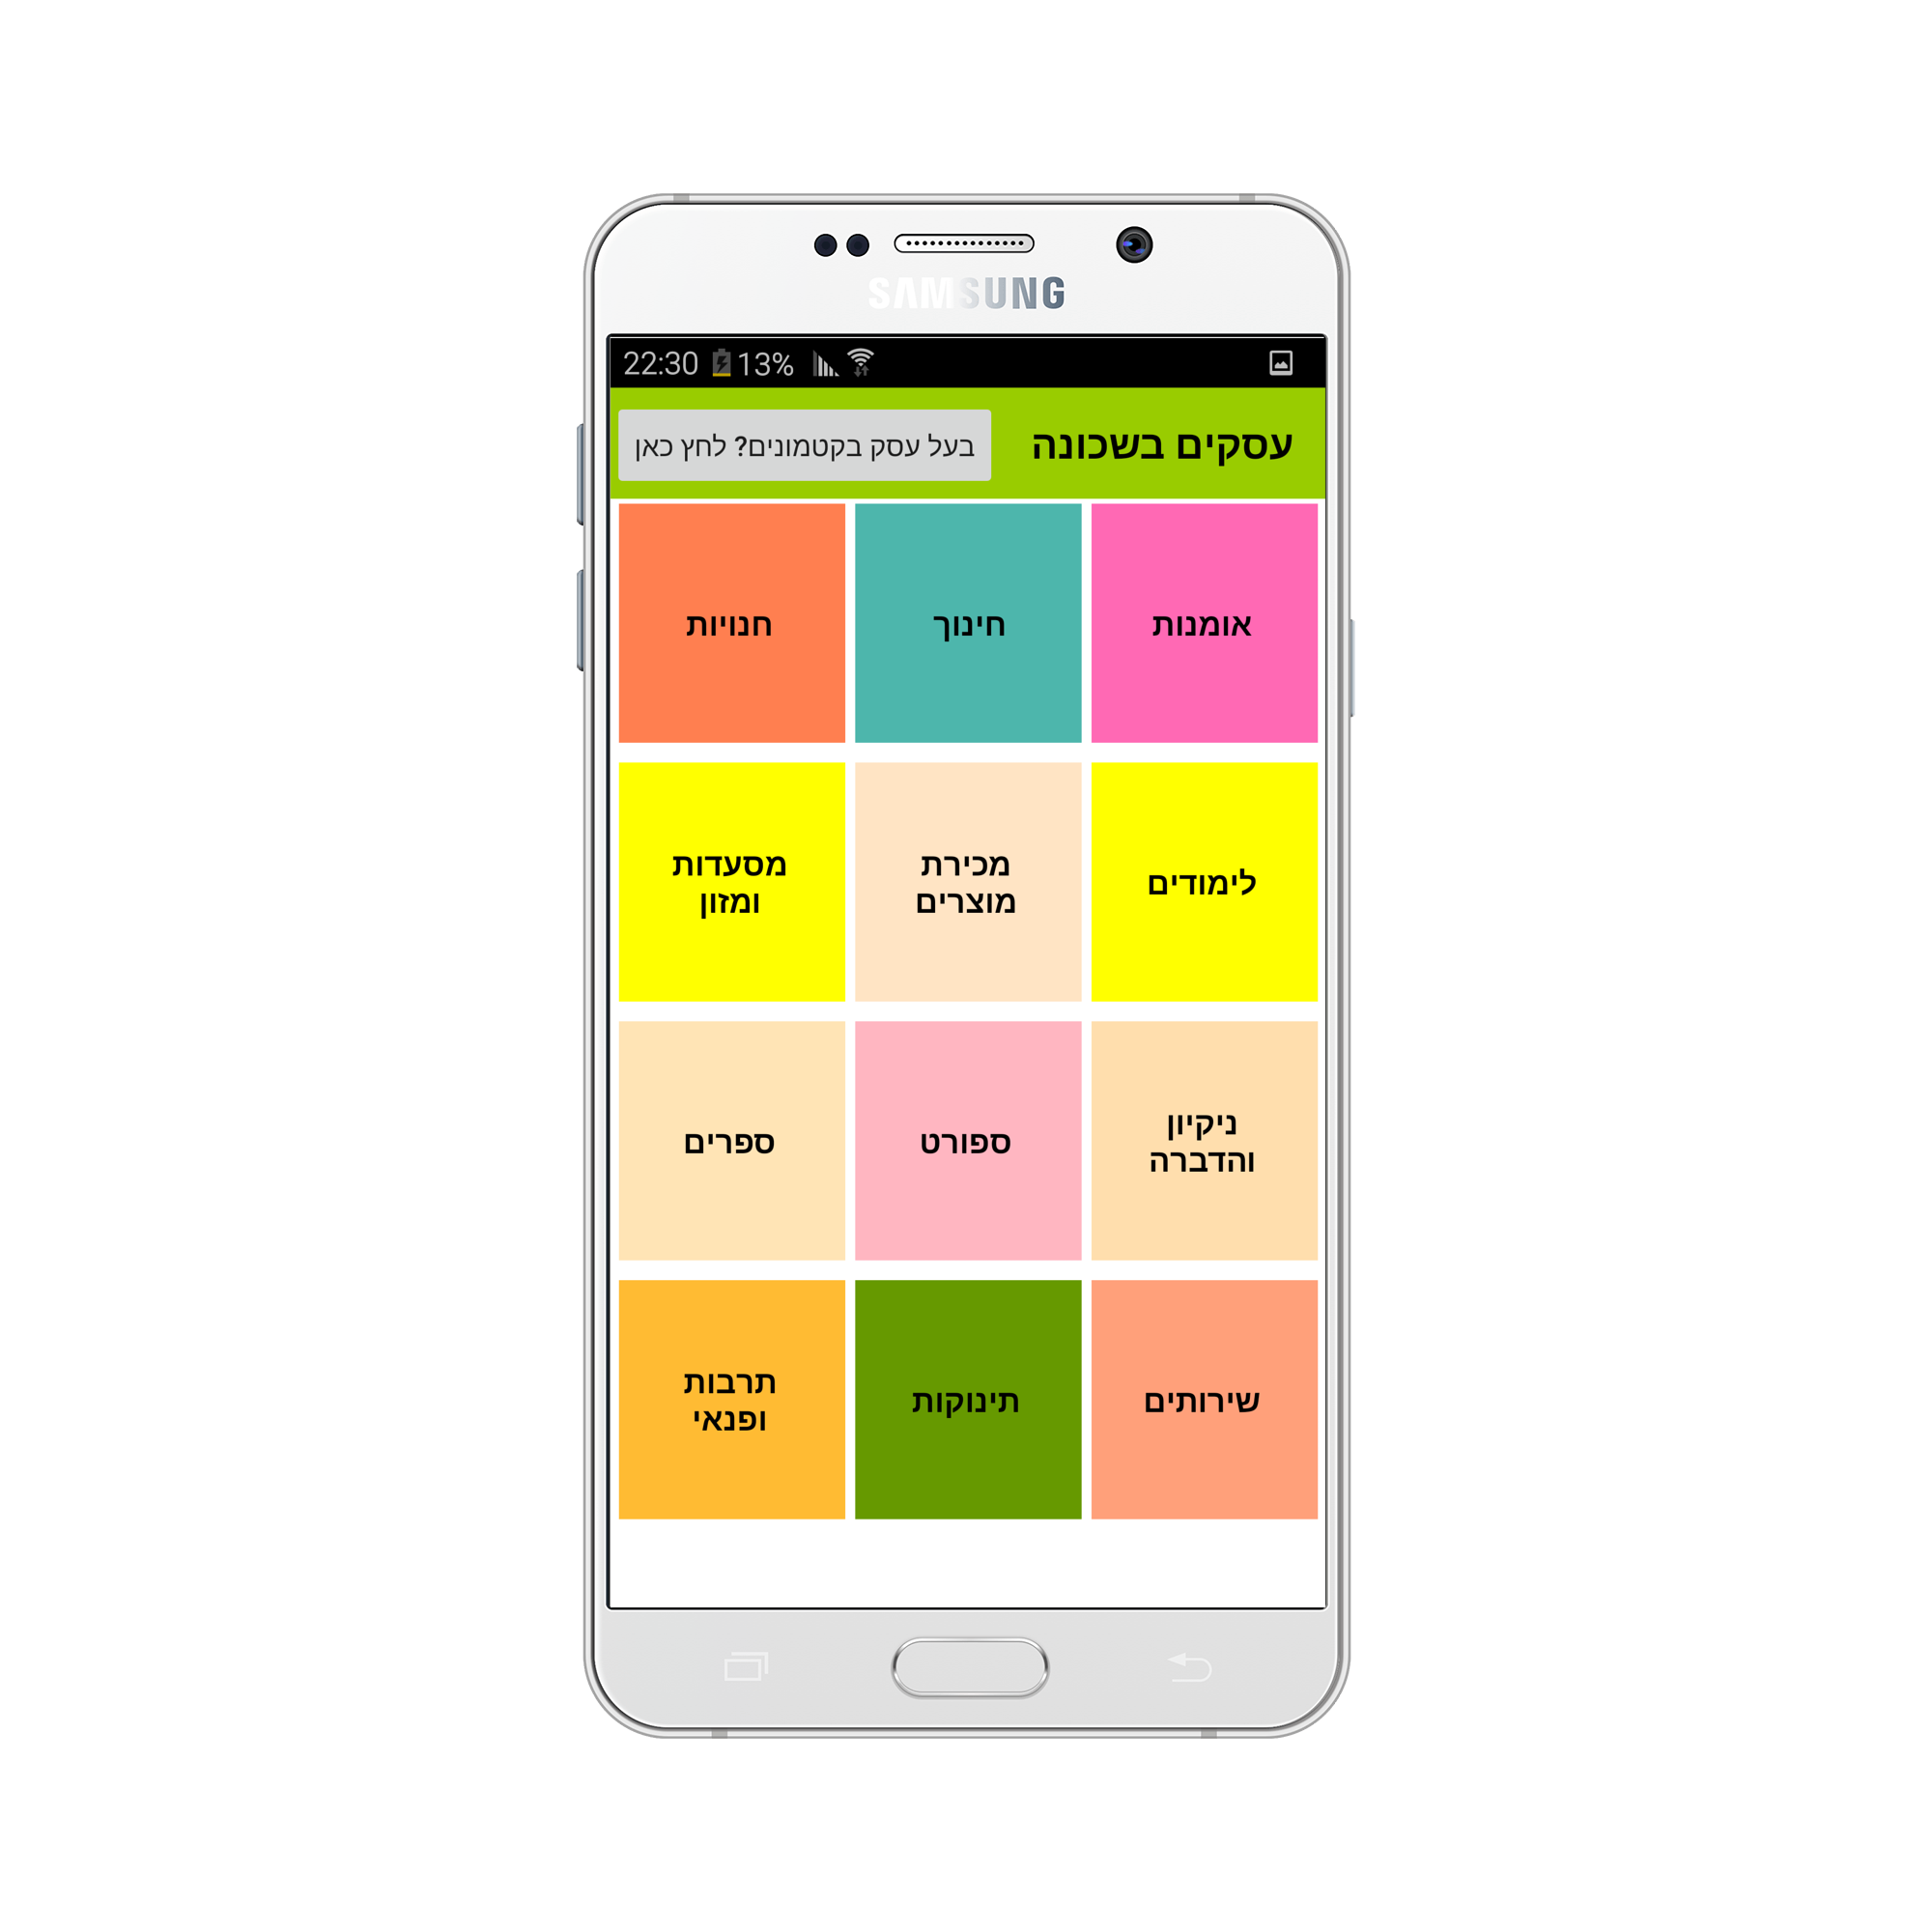 SAMSUNG
22:30 13%
עסקים בשכונה
בעל עסק בקטמונים? לחץ כאן
אומנות
חינוך
חנויות
לימודים
מכירת
מוצרים
מסעדות
ומזון
ניקיון
והדברה
ספורט
ספרים
שירותים
תינוקות
תרבות
ופנאי